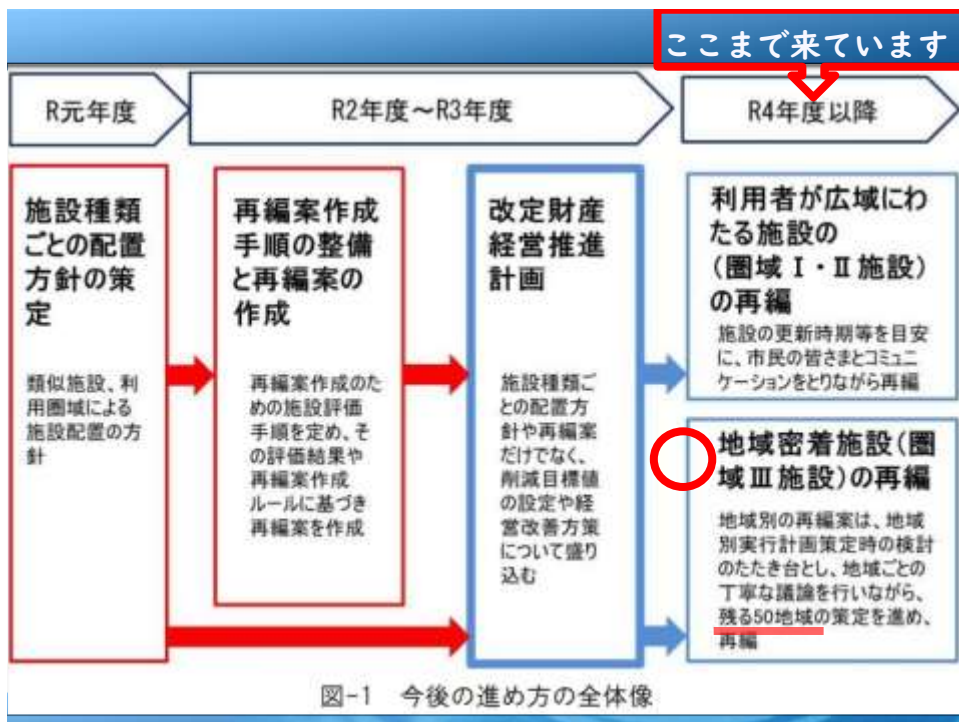 ここまで来ています
R元年度
R2年度～R3年度
R4年度以降
施設種類
ごとの配置
方針の策
定
類似施設、利
用圏域による
施設配置の方
針
再編案作成
手順の整備
と再編案の
作成
再編案作成のた
めの施設評価
手順を定め、そ
の評価結果や
再編案作成
ルールに基づき
再編案を作成
改定財産
経営推進
計画
施設種類ご
との配置方
針や再編案
だけでなく、
削減目標値
の設定や経
営改善方策
について盛り
込む
利用者が広域にわ
たる施設の
（圏域Ⅰ・Ⅱ施設）
の再編
施設の更新時期等を目安
に、市民の皆さまとコミュニ
ケーションをとりながら再編
地域密着施設（圏
域Ⅲ施設）の再編
地域別の再編案は、地域
別実行計画策定時の検討
のたたき台とし、地域ごとの
丁寧な議論を行いながら、
残る50地域の策定を進め、
再編
図-1　今後の進め方の全体像